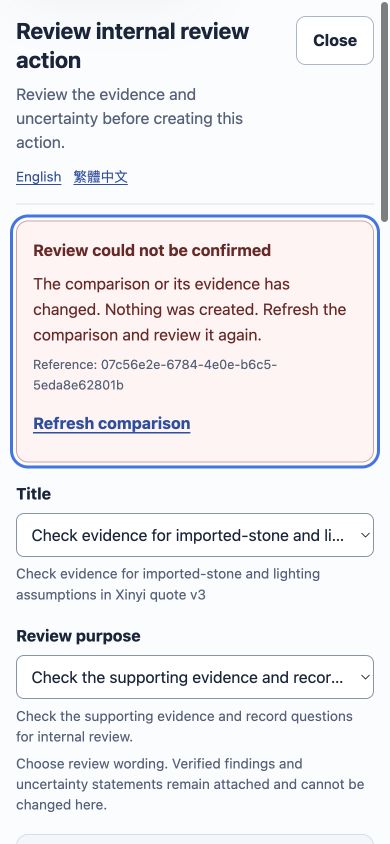 Review internal review
action
Close
Review the evidence and
uncertainty before creating this
action.
English 繁體中文
Review could not be confirmed
The comparison or its evidence has
changed. Nothing was created. Refresh the
comparison and review it again.
Reference: 07c56e2e-6784-4e0e-b6c5-
5eda8e62801b
Refresh comparison
Title
Check evidence for imported-stone and li...
Check evidence for imported-stone and lighting
assumptions in Xinyi quote v3
Review purpose
Check the supporting evidence and recor...
Check the supporting evidence and record questions
for internal review.
Choose review wording. Verified findings and
uncertainty statements remain attached and cannot be
changed here.